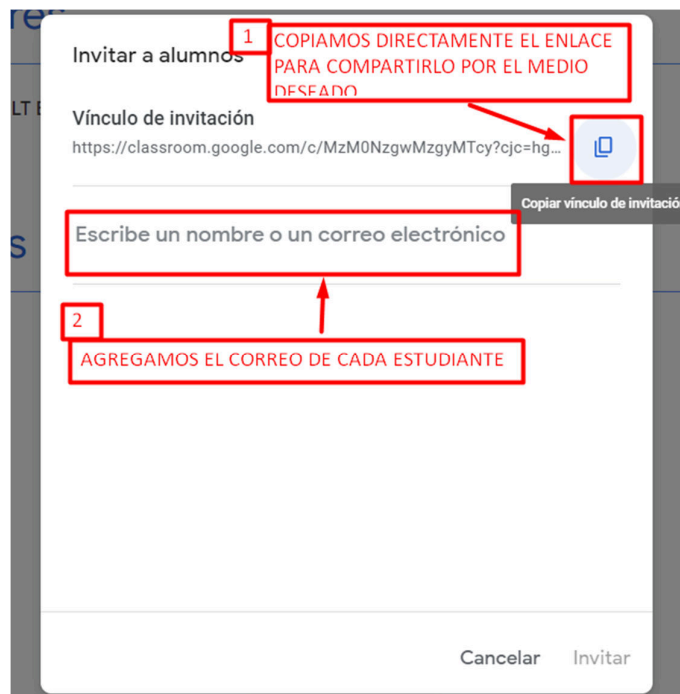 res
Invitar a alumnos
1
COPIAMOS DIRECTAMENTE EL ENLACE
PARA COMPARTIRLO POR EL MEDIO
DESEADO
LT E
Vínculo de invitación
https://classroom.google.com/c/MzM0NzgwMzgyMTcy?cjc=hg...
Copiar vínculo de invitació
s
Escribe un nombre o un correo electrónico
2
AGREGAMOS EL CORREO DE CADA ESTUDIANTE
Cancelar Invitar